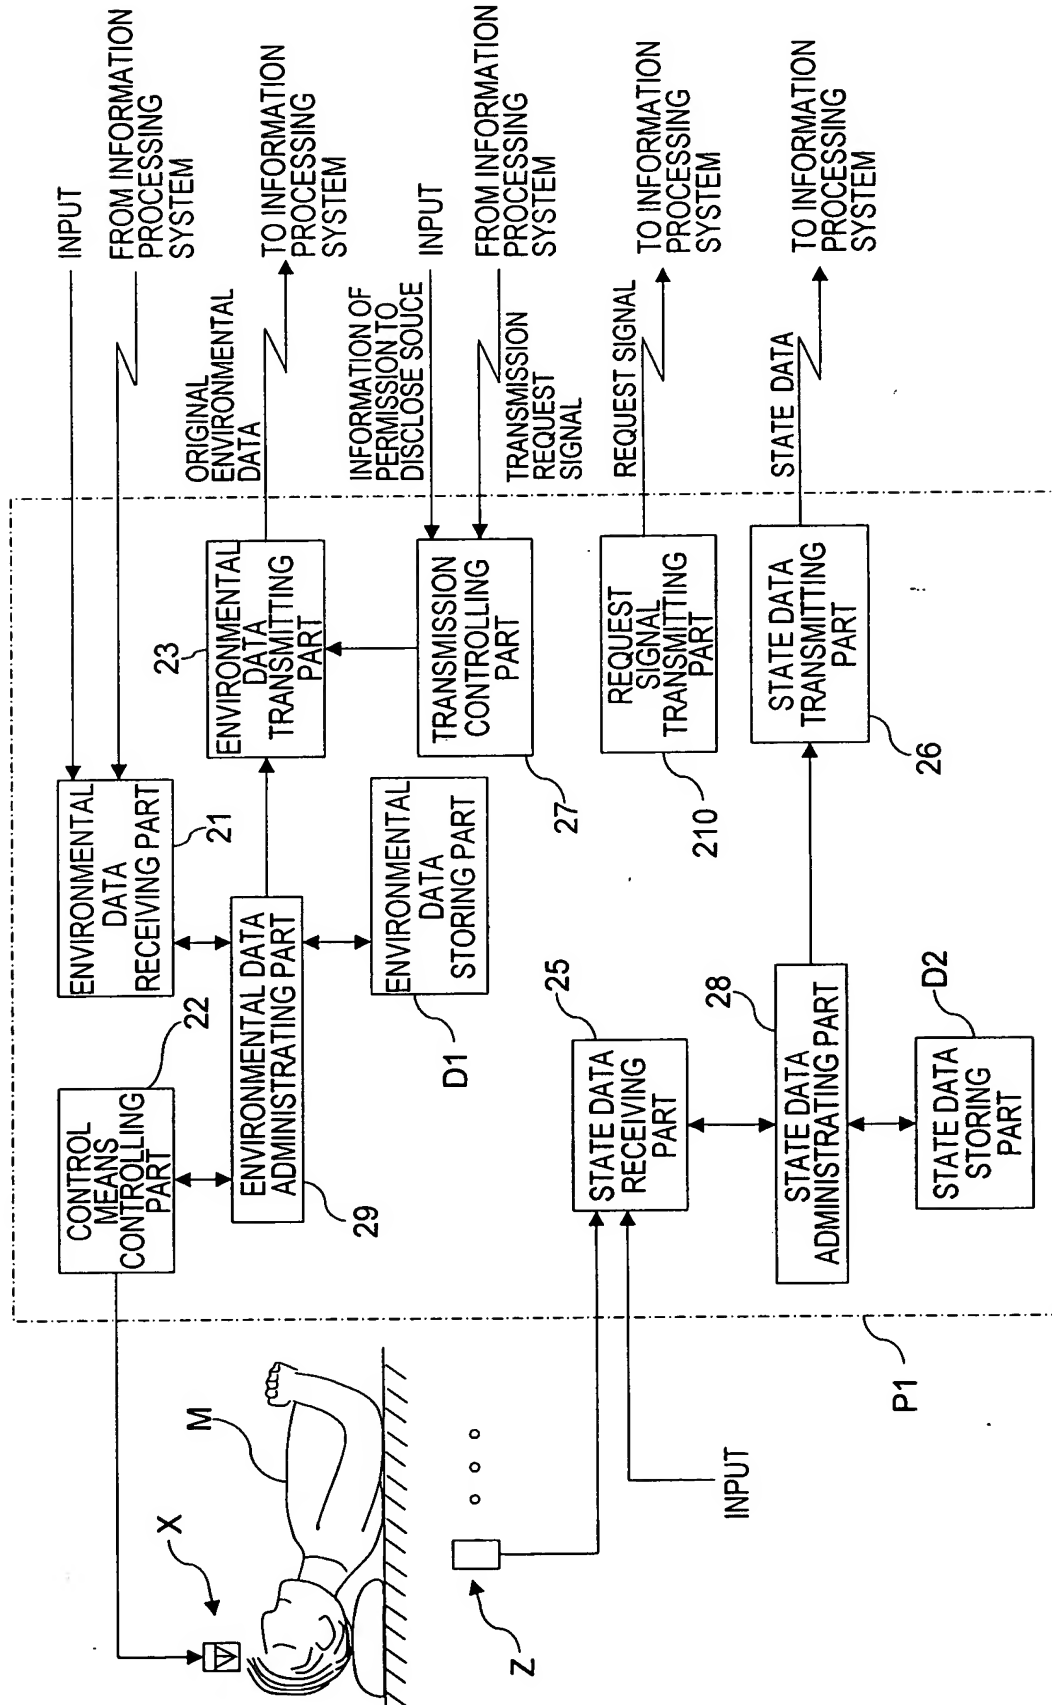 INPUT
FROM INFORMATION
PROCESSING
SYSTEM
ORIGINAL
ENVIRONMENTAL
DATA
TO INFORMATION
PROCESSING
SYSTEM
INFORMATION OF
PERMISSION TO
DISCLOSE SOUCE
INPUT
FROM INFORMATION
PROCESSING
SYSTEM
TRANSMISSION
REQUEST
SIGNAL
REQUEST SIGNAL
TO INFORMATION
PROCESSING
SYSTEM
STATE DATA
TO INFORMATION
PROCESSING
SYSTEM
ENVIRONMENTAL
DATA
RECEIVING PART
21
CONTROL
MEANS
CONTROLLING
PART
22
ENVIRONMENTAL
DATA
TRANSMITTING
PART
23
ENVIRONMENTAL DATA
ADMINISTRATING PART
29
ENVIRONMENTAL
DATA
STORING PART
D1
TRANSMISSION
CONTROLLING
PART
27
REQUEST
SIGNAL
TRANSMITTING
PART
210
STATE DATA
RECEIVING
PART
25
STATE DATA
ADMINISTRATING PART
28
STATE DATA
TRANSMITTING
PART
26
STATE DATA
STORING
PART
D2
X
M
Z
INPUT
P1